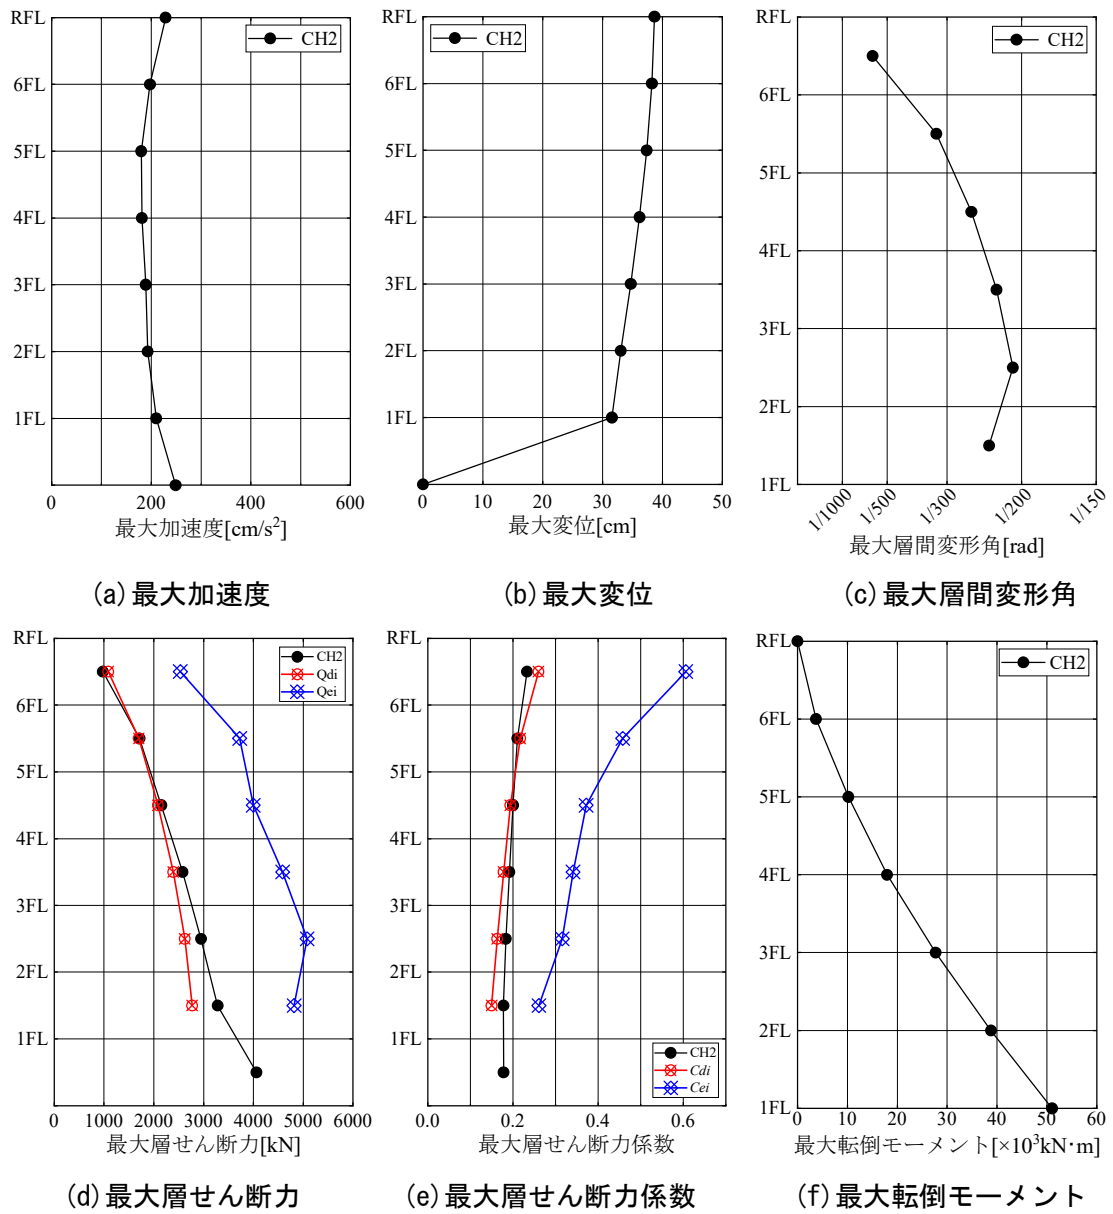 RFL
6FL
5FL
4FL
3FL
2FL
1FL
CH2
0 200 400 600
最大加速度[cm/s²]
(a)最大加速度
RFL
6FL
5FL
4FL
3FL
2FL
1FL
CH2
0 10 20 30 40 50
最大変位[cm]
(b)最大変位
RFL
6FL
5FL
4FL
3FL
2FL
1FL
CH2
1/1000 1/500 1/300 1/200 1/150
最大層間変形角[rad]
(c)最大層間変形角
RFL
6FL
5FL
4FL
3FL
2FL
1FL
CH2
Qdi
Qei
0 1000 2000 3000 4000 5000 6000
最大層せん断力[kN]
(d)最大層せん断力
RFL
6FL
5FL
4FL
3FL
2FL
1FL
CH2
Cdi
Cei
0.0 0.2 0.4 0.6
最大層せん断力係数
(e)最大層せん断力係数
RFL
6FL
5FL
4FL
3FL
2FL
1FL
CH2
0 10 20 30 40 50 60
最大転倒モーメント[×10³kN·m]
(f)最大転倒モーメント